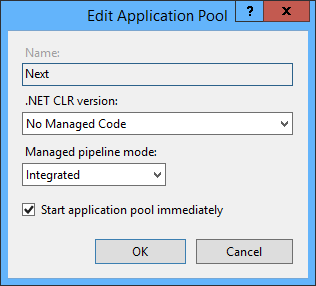 Edit Application Pool
?
Name:
Next
.NET CLR version:
No Managed Code
Managed pipeline mode:
Integrated
Start application pool immediately
OK Cancel